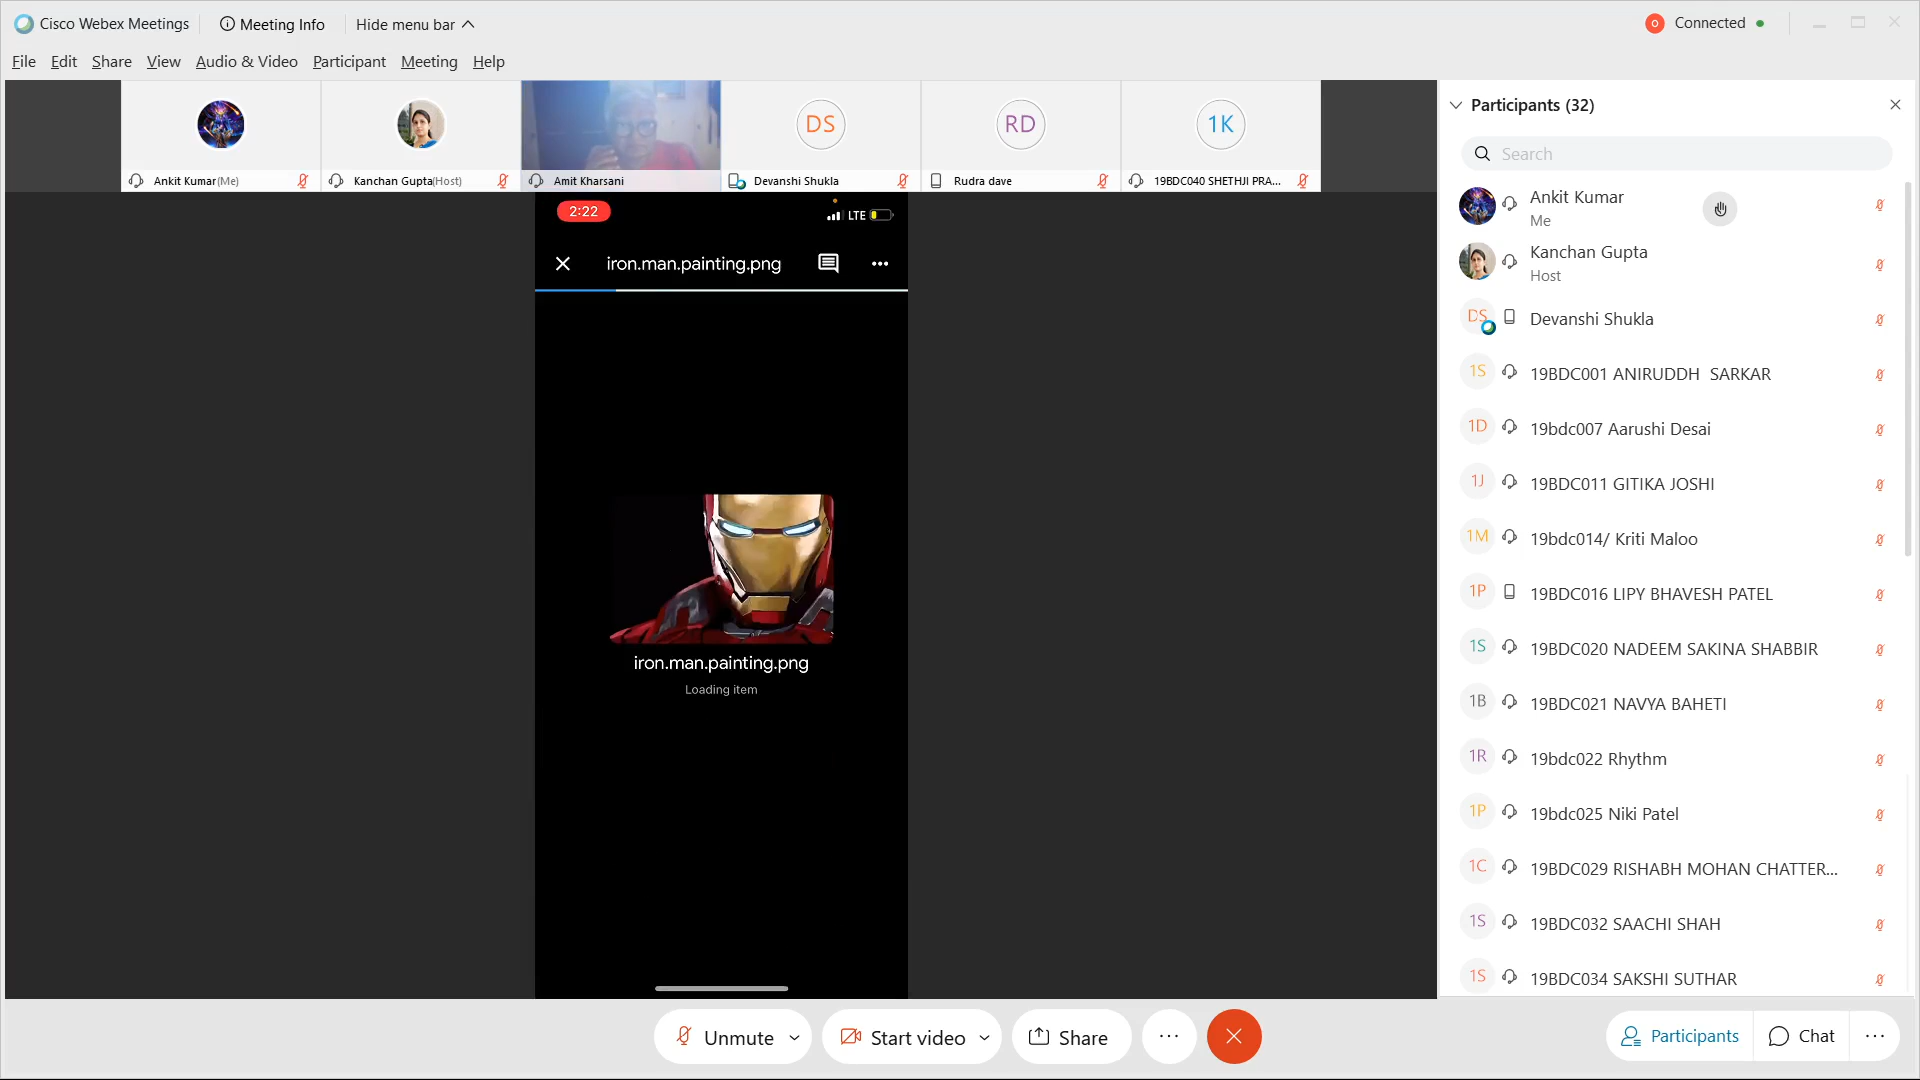 Cisco Webex Meetings
Meeting Info
Hide menu bar
Connected
File Edit Share View Audio & Video Participant Meeting Help
Ankit Kumar(Me)
Kanchan Gupta(Host)
Amit Kharsani
DS
Devanshi Shukla
RD
Rudra dave
1K
19BDC040 SHETHJI PRA...
2:22
LTE
iron.man.painting.png
iron.man.painting.png
Loading item
Participants (32)
Search
Ankit Kumar
Me
Kanchan Gupta
Host
DS Devanshi Shukla
1S 19BDC001 ANIRUDDH  SARKAR
1D 19bdc007 Aarushi Desai
1J 19BDC011 GITIKA JOSHI
1M 19bdc014/ Kriti Maloo
1P 19BDC016 LIPY BHAVESH PATEL
1S 19BDC020 NADEEM SAKINA SHABBIR
1B 19BDC021 NAVYA BAHETI
1R 19bdc022 Rhythm
1P 19bdc025 Niki Patel
1C 19BDC029 RISHABH MOHAN CHATTER...
1S 19BDC032 SAACHI SHAH
1S 19BDC034 SAKSHI SUTHAR
Unmute
Start video
Share
Participants
Chat